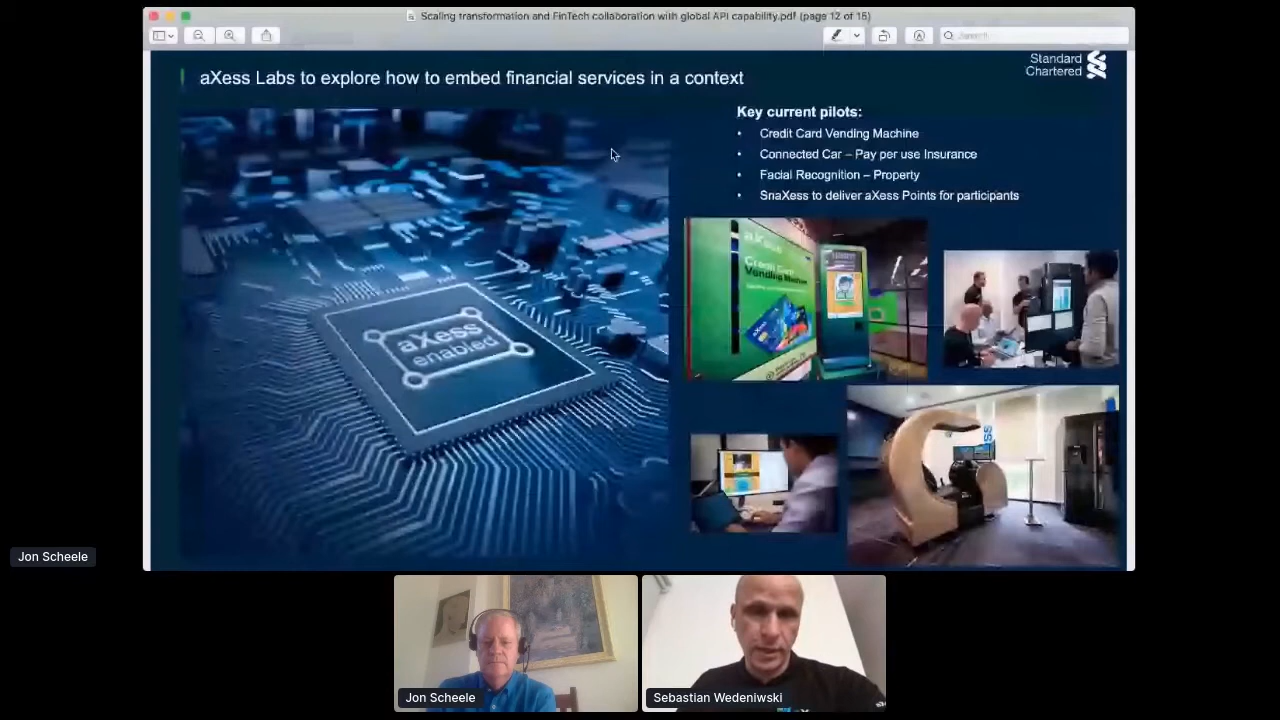 Scaling transformation and FinTech collaboration with global API capability.pdf (page 12 of 15)
Search
aXess Labs to explore how to embed financial services in a context
Standard
Chartered
Key current pilots:
• Credit Card Vending Machine
• Connected Car – Pay per use Insurance
• Facial Recognition – Property
• SnaXess to deliver aXess Points for participants
aXess
Credit Card
Vending Machine
aXess
enabled
Jon Scheele
Jon Scheele
Sebastian Wedeniwski